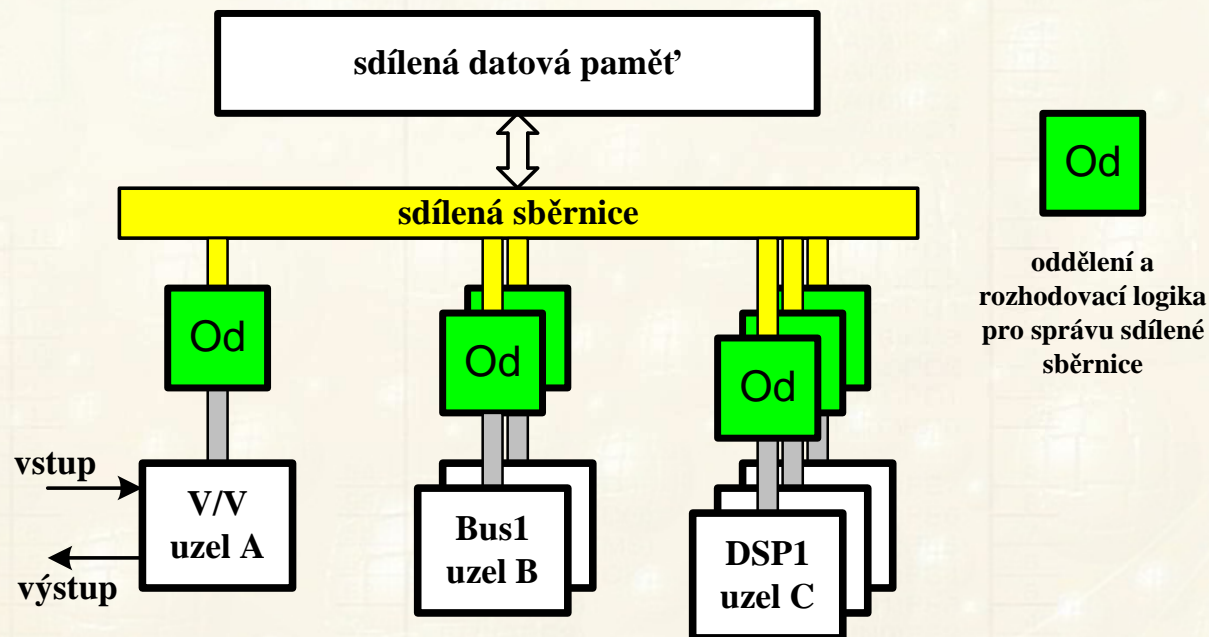 sdílená datová paměť
sdílená sběrnice
Od
oddělení a
rozhodovací logika
pro správu sdílené
sběrnice
Od
Od
Od
vstup
výstup
V/V
uzel A
Bus1
uzel B
DSP1
uzel C